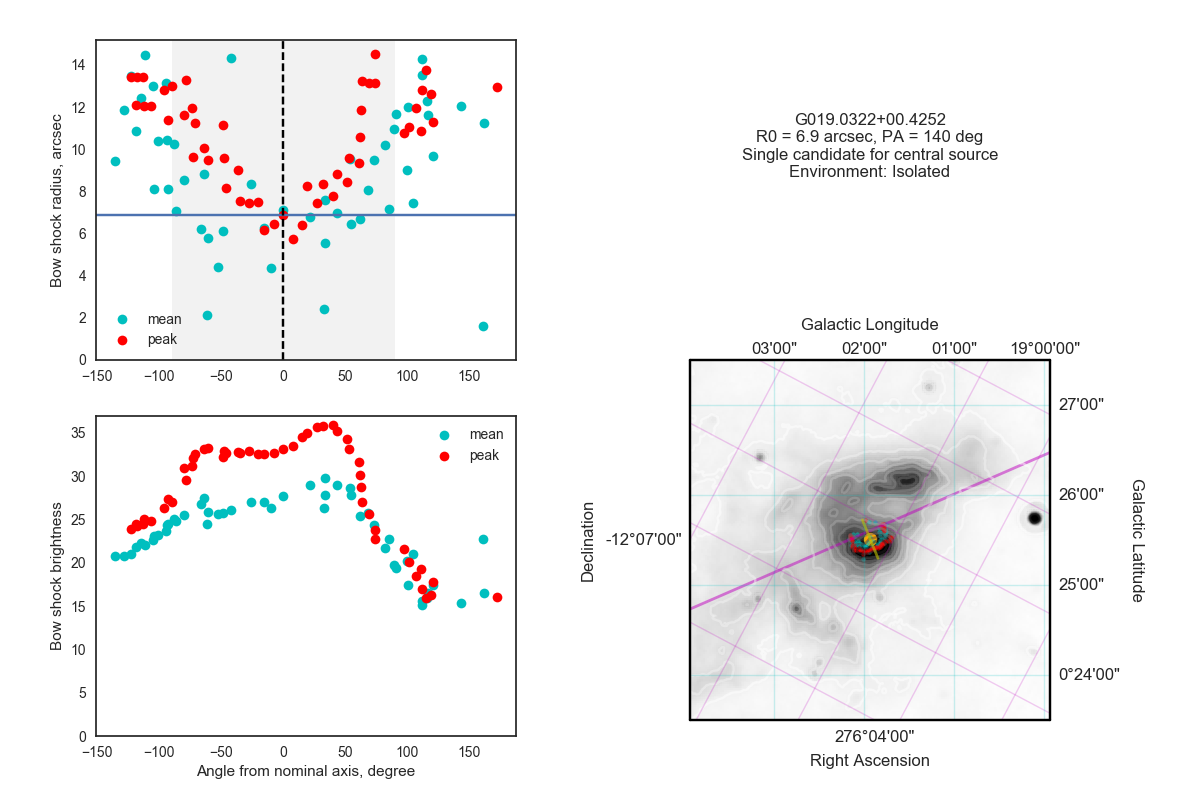 14
12
10
8
6
4
2
0
Bow shock radius, arcsec
mean
peak
−150
−100
−50
0
50
100
150
G019.0322+00.4252
R0 = 6.9 arcsec, PA = 140 deg
Single candidate for central source
Environment: Isolated
35
30
25
20
15
10
5
0
Bow shock brightness
mean
peak
−150
−100
−50
0
50
100
150
Angle from nominal axis, degree
Galactic Longitude
03'00"
02'00"
01'00"
19°00'00"
27'00"
26'00"
25'00"
0°24'00"
Galactic Latitude
Declination
-12°07'00"
276°04'00"
Right Ascension